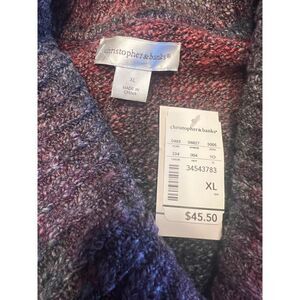 christopher&banks®
XL
MADE IN
CHINA
christopher&banks
34543783
XL
$45.50